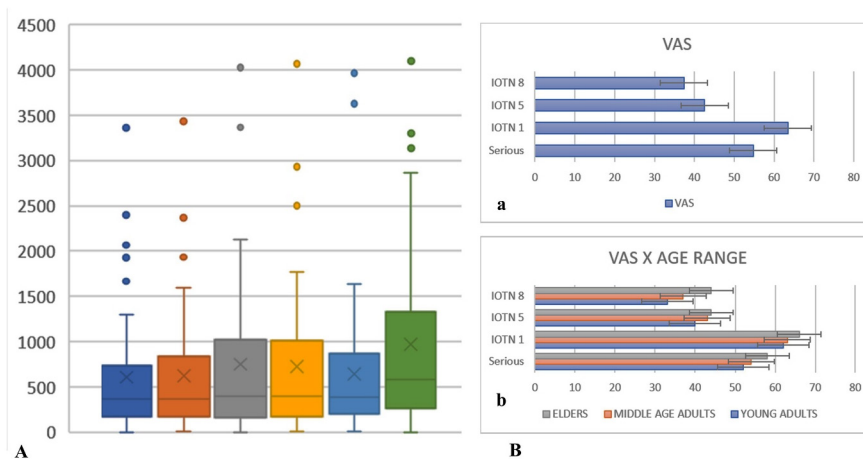 4500
4000
3500
3000
2500
2000
1500
1000
500
0
A
VAS
IOTN 8
IOTN 5
IOTN 1
Serious
0 10 20 30 40 50 60 70 80
a
VAS
VAS X AGE RANGE
IOTN 8
IOTN 5
IOTN 1
Serious
0 10 20 30 40 50 60 70 80
b
ELDERS MIDDLE AGE ADULTS YOUNG ADULTS
B